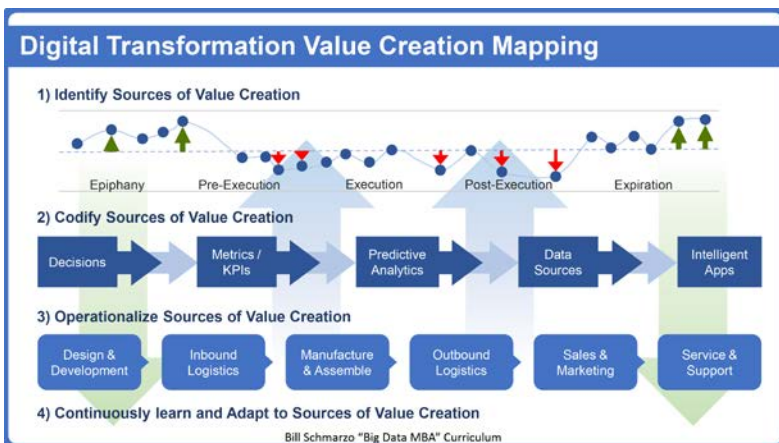 Digital Transformation Value Creation Mapping
1) Identify Sources of Value Creation
Epiphany
Pre-Execution
Execution
Post-Execution
Expiration
2) Codify Sources of Value Creation
Decisions
Metrics /
KPIs
Predictive
Analytics
Data
Sources
Intelligent
Apps
3) Operationalize Sources of Value Creation
Design &
Development
Inbound
Logistics
Manufacture
& Assemble
Outbound
Logistics
Sales &
Marketing
Service &
Support
4) Continuously learn and Adapt to Sources of Value Creation
Bill Schmarzo “Big Data MBA” Curriculum